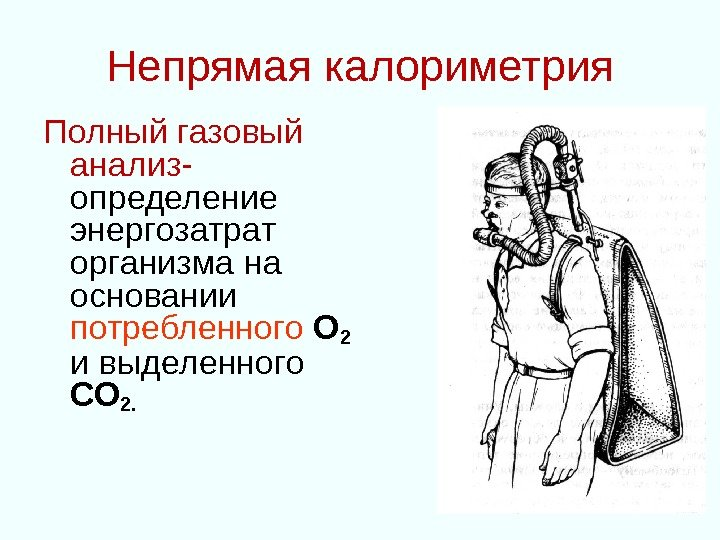 Непрямая калориметрия
Полный газовый
анализ-
определение
энергозатрат
организма на
основании
потребленного О2
и выделенного
СО2.